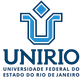 UNIRIO
UNIVERSIDADE FEDERAL DO
ESTADO DO RIO DE JANEIRO